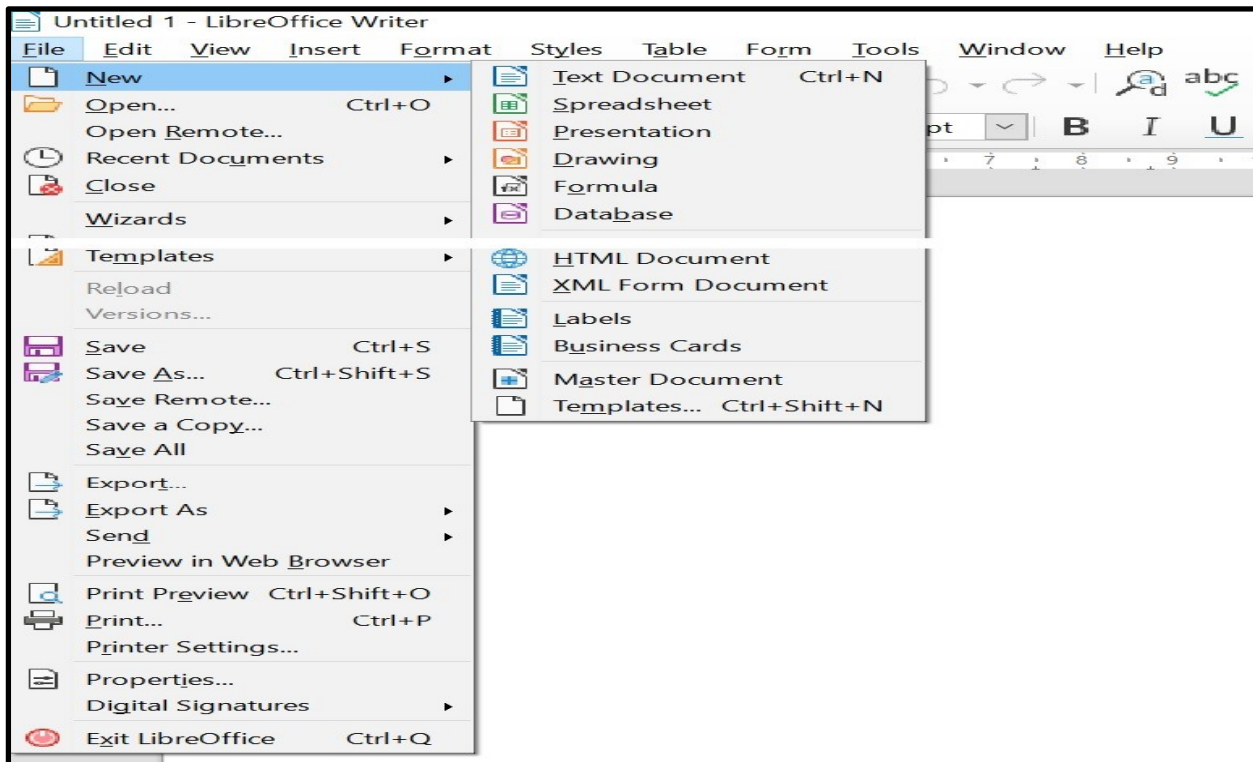 Untitled 1 - LibreOffice Writer
File Edit View Insert Format Styles Table Form Tools Window Help
New
Open... Ctrl+O
Open Remote...
Recent Documents
Close
Wizards
Templates
Reload
Versions...
Save Ctrl+S
Save As... Ctrl+Shift+S
Save Remote...
Save a Copy...
Save All
Export...
Export As
Send
Preview in Web Browser
Print Preview Ctrl+Shift+O
Print... Ctrl+P
Printer Settings...
Properties...
Digital Signatures
Exit LibreOffice Ctrl+Q
Text Document Ctrl+N
Spreadsheet
Presentation
Drawing
Formula
Database
HTML Document
XML Form Document
Labels
Business Cards
Master Document
Templates... Ctrl+Shift+N
abc
pt B I U
7 8 9